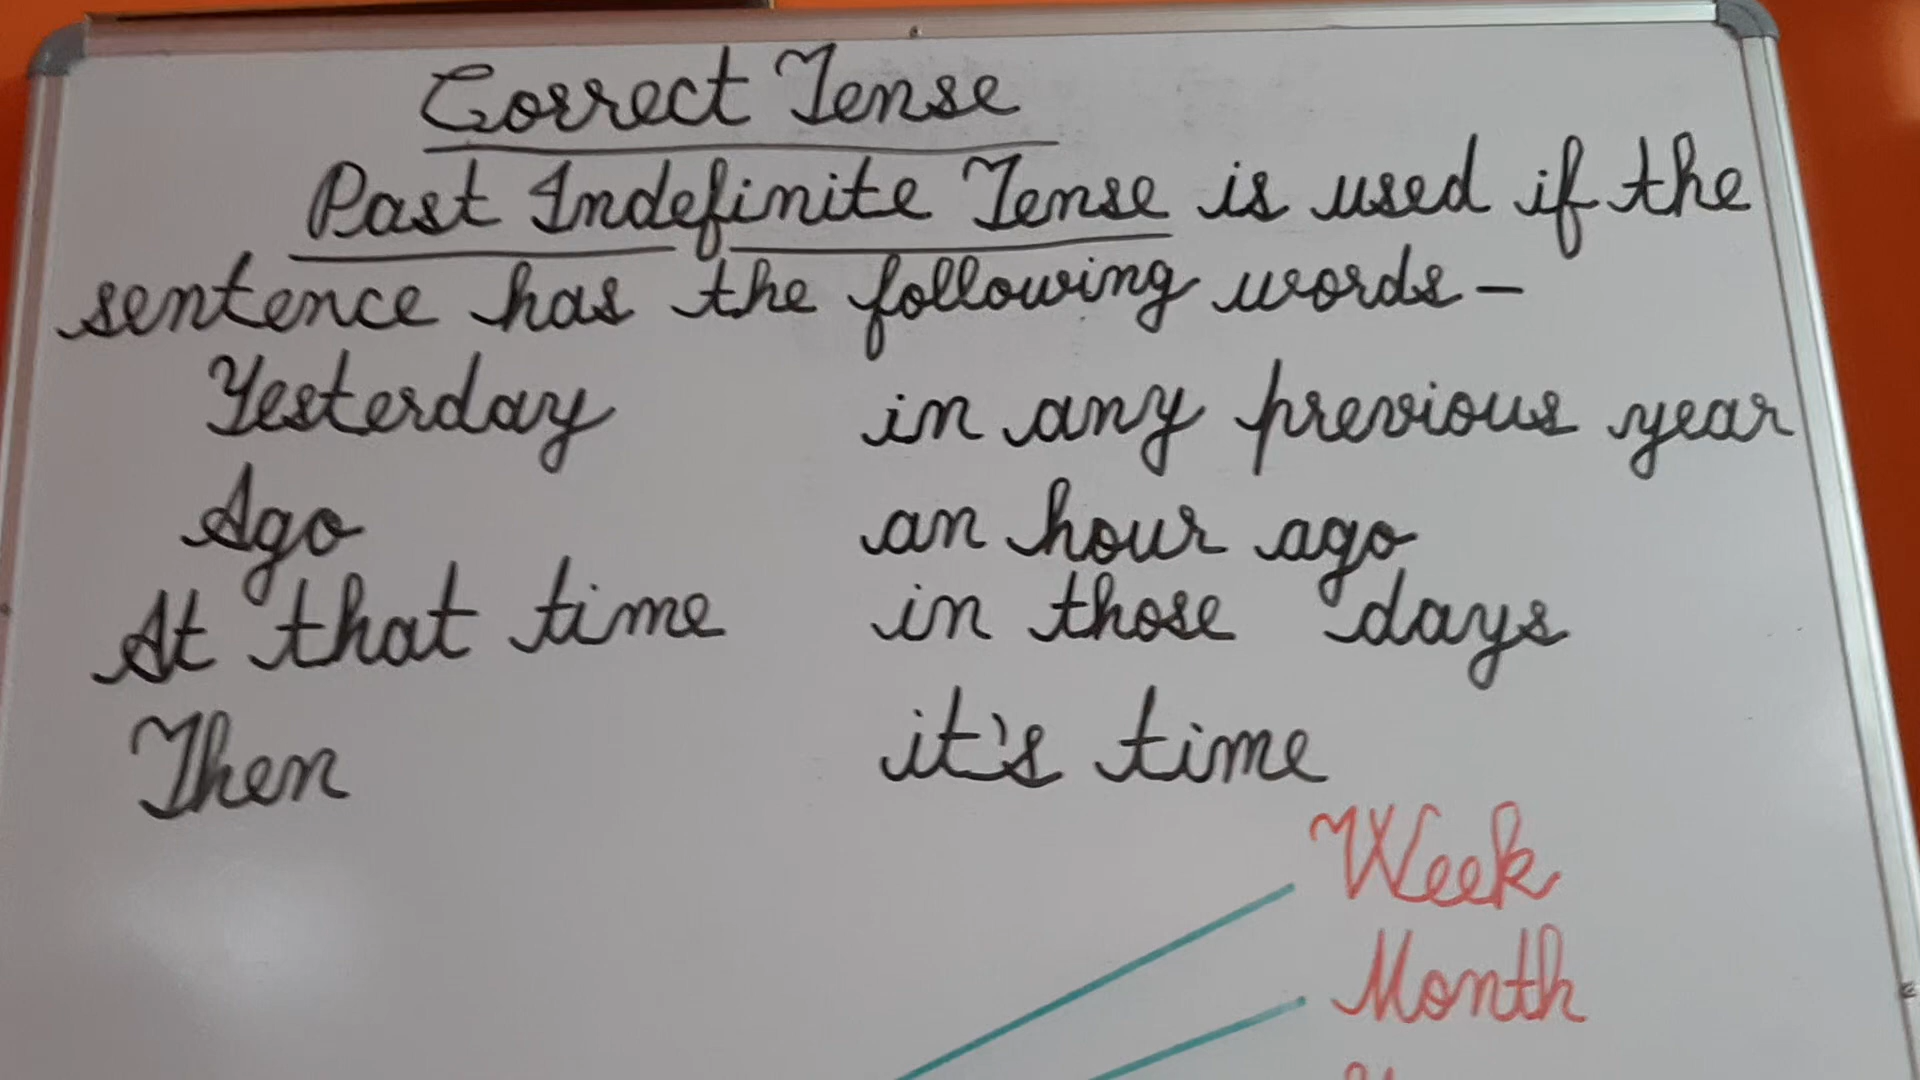 Correct Tense
Past Indefinite Tense is used if the
sentence has the following words-
Yesterday in any previous year
Ago an hour ago
At that time in those days
Then it's time
Week
Month